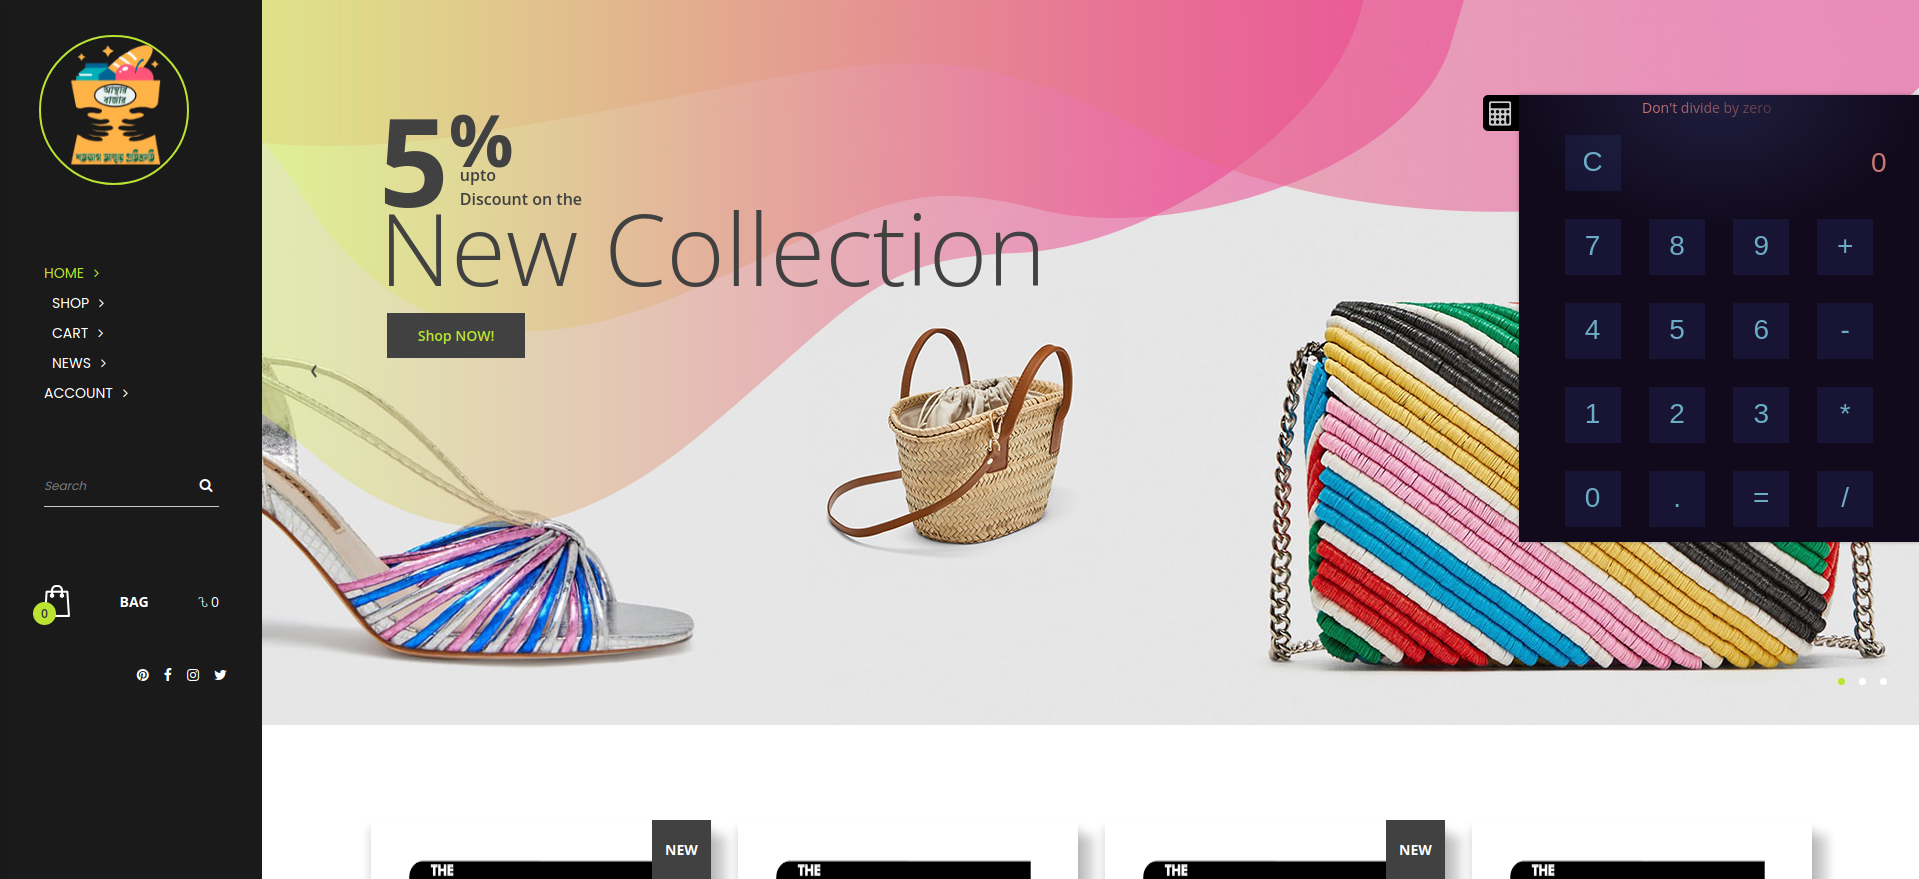 আস্থার
বাজার
HOME
SHOP
CART
NEWS
ACCOUNT
Search
0
BAG
৳ 0
5%
upto
Discount on the
New Collection
Shop NOW!
Don't divide by zero
C
0
7 8 9 +
4 5 6 -
1 2 3 *
0 . = /
NEW
NEW
THE
THE
THE
THE